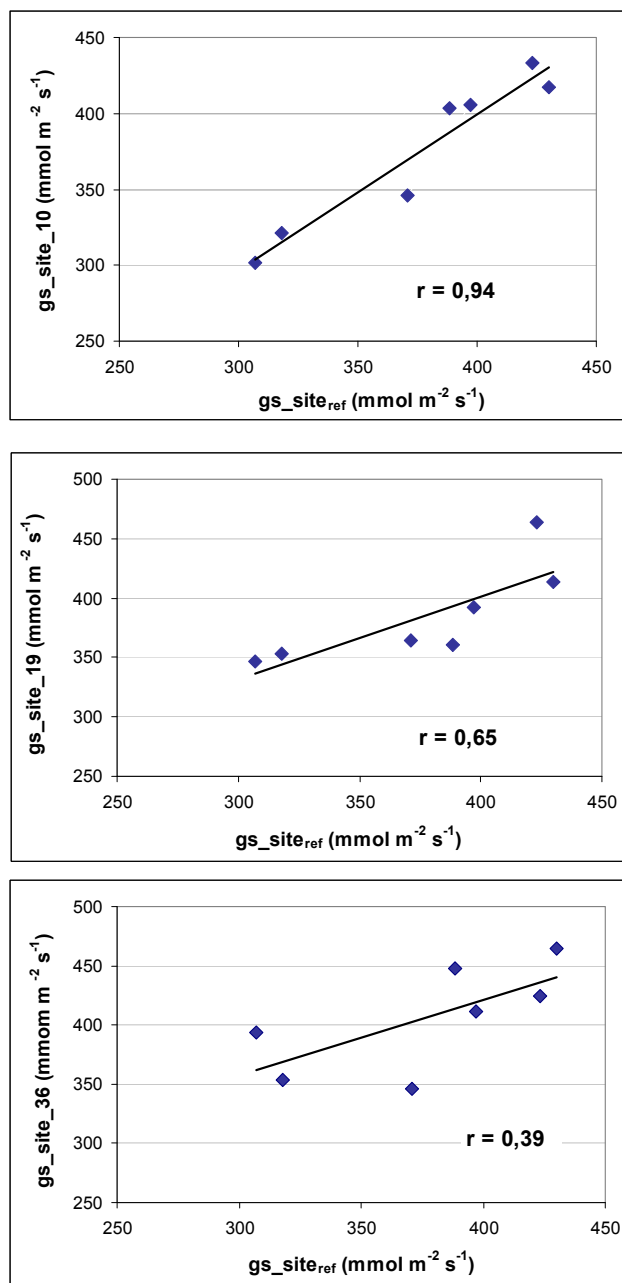 450
400
350
300
250
gs_site_10 (mmol m⁻² s⁻¹)
r = 0,94
250 300 350 400 450
gs_site_ref (mmol m⁻² s⁻¹)
500
450
400
350
300
250
gs_site_19 (mmol m⁻² s⁻¹)
r = 0,65
250 300 350 400 450
gs_site_ref (mmol m⁻² s⁻¹)
500
450
400
350
300
250
gs_site_36 (mmom m⁻² s⁻¹)
r = 0,39
250 300 350 400 450
gs_site_ref (mmol m⁻² s⁻¹)